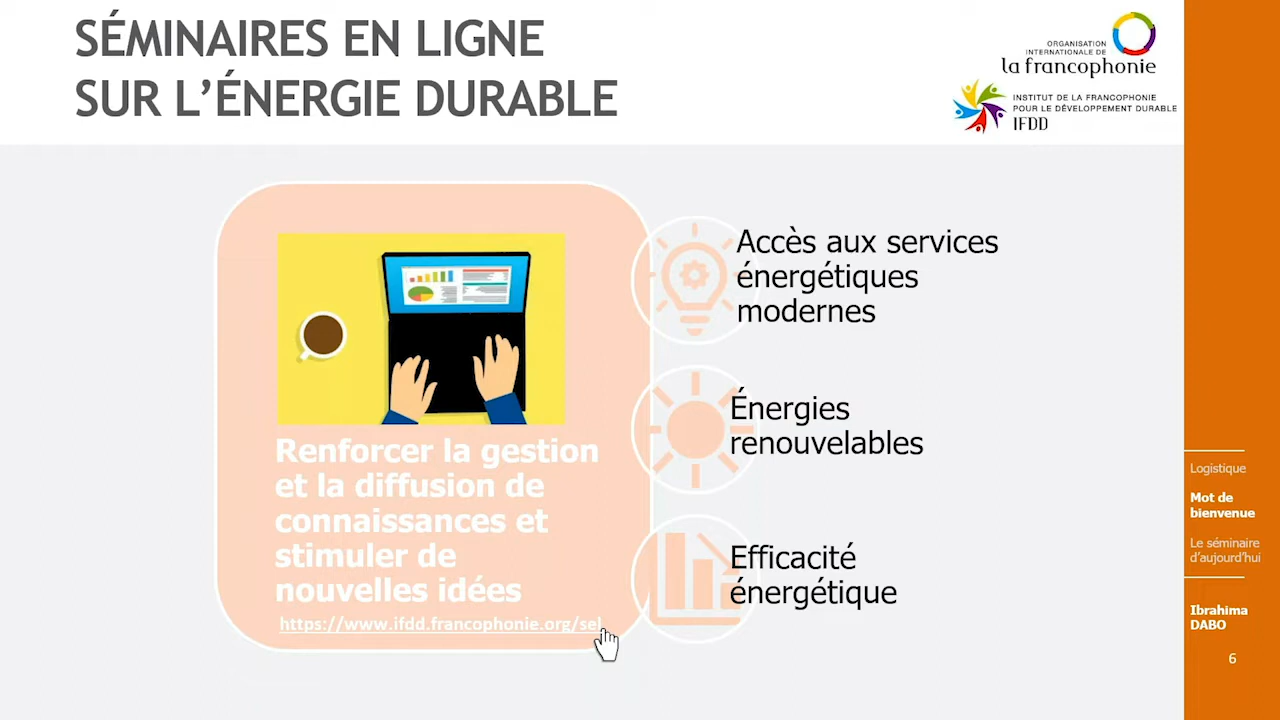 SÉMINAIRES EN LIGNE
SUR L’ÉNERGIE DURABLE
ORGANISATION
INTERNATIONALE DE
la francophonie
INSTITUT DE LA FRANCOPHONIE
POUR LE DÉVELOPPEMENT DURABLE
IFDD
Renforcer la gestion
et la diffusion de
connaissances et
stimuler de
nouvelles idées
https://www.ifdd.francophonie.org/sel
Accès aux services
énergétiques
modernes
Énergies
renouvelables
Efficacité
énergétique
Logistique
Mot de
bienvenue
Le séminaire
d’aujourd’hui
Ibrahima
DABO
6